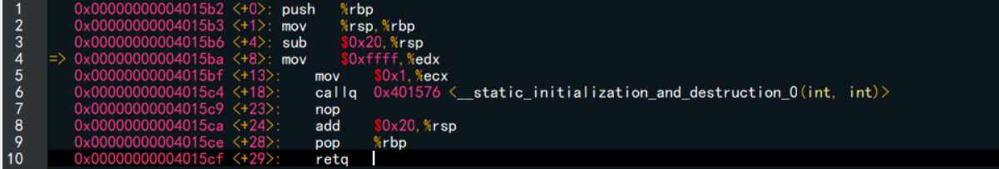 1 0x00000000004015b2 <+0>: push %rbp
2 0x00000000004015b3 <+1>: mov %rsp,%rbp
3 0x00000000004015b6 <+4>: sub $0x20,%rsp
4 => 0x00000000004015ba <+8>: mov $0xffff,%edx
5 0x00000000004015bf <+13>: mov $0x1,%ecx
6 0x00000000004015c4 <+18>: callq 0x401576 <__static_initialization_and_destruction_0(int, int)>
7 0x00000000004015c9 <+23>: nop
8 0x00000000004015ca <+24>: add $0x20,%rsp
9 0x00000000004015ce <+28>: pop %rbp
10 0x00000000004015cf <+29>: retq